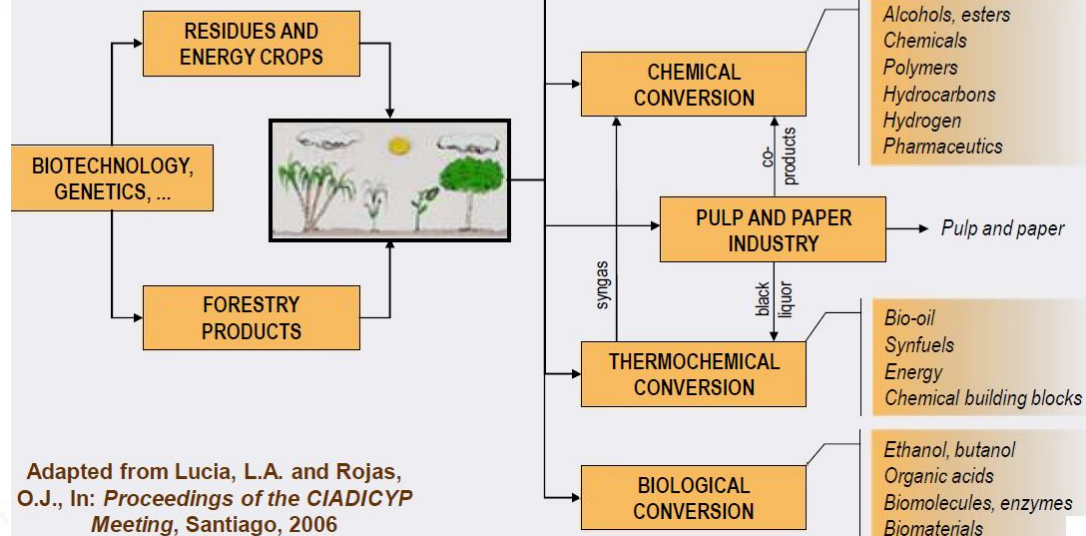 RESIDUES AND
ENERGY CROPS
BIOTECHNOLOGY,
GENETICS, ...
FORESTRY
PRODUCTS
CHEMICAL
CONVERSION
Alcohols, esters
Chemicals
Polymers
Hydrocarbons
Hydrogen
Pharmaceutics
co-
products
PULP AND PAPER
INDUSTRY
Pulp and paper
syngas
black
liquor
THERMOCHEMICAL
CONVERSION
Bio-oil
Synfuels
Energy
Chemical building blocks
BIOLOGICAL
CONVERSION
Ethanol, butanol
Organic acids
Biomolecules, enzymes
Biomaterials
Adapted from Lucia, L.A. and Rojas,
O.J., In: Proceedings of the CIADICYP
Meeting, Santiago, 2006